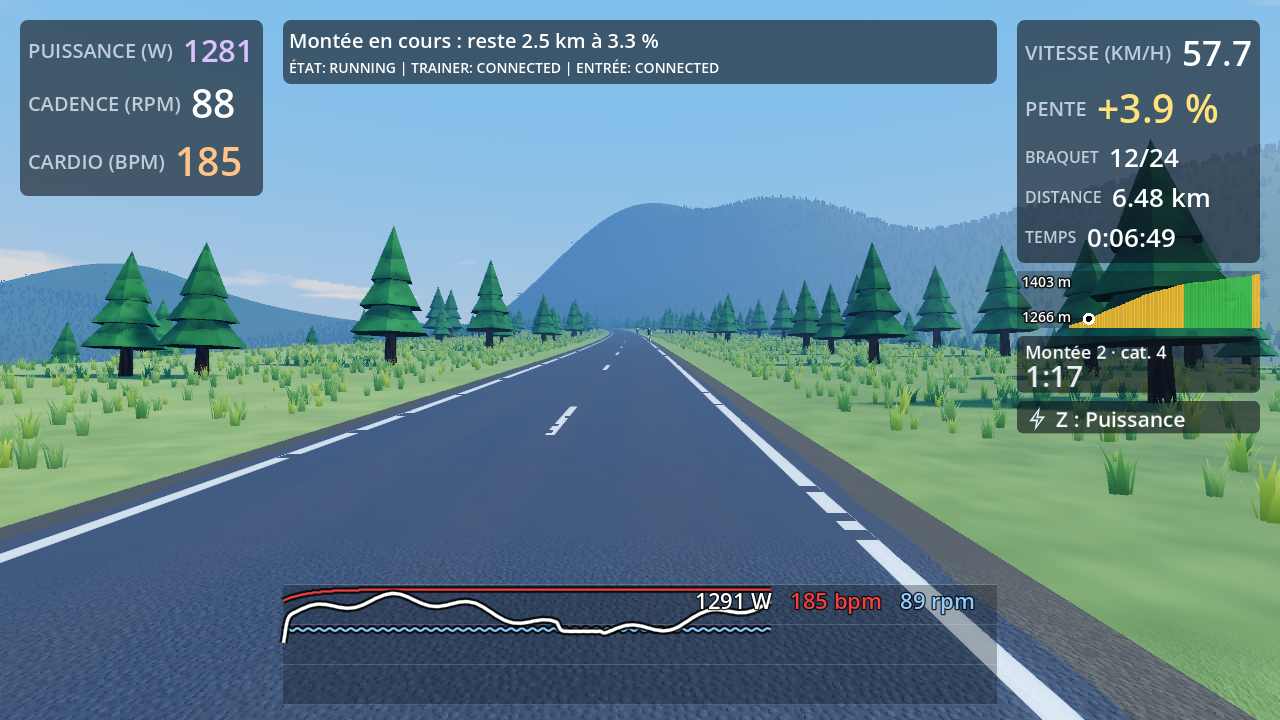 PUISSANCE (W) 1281
CADENCE (RPM) 88
CARDIO (BPM) 185
Montée en cours : reste 2.5 km à 3.3 %
ÉTAT: RUNNING | TRAINER: CONNECTED | ENTRÉE: CONNECTED
VITESSE (KM/H) 57.7
PENTE +3.9 %
BRAQUET 12/24
DISTANCE 6.48 km
TEMPS 0:06:49
1403 m
1266 m
Montée 2 · cat. 4
1:17
Z : Puissance
1291 W 185 bpm 89 rpm